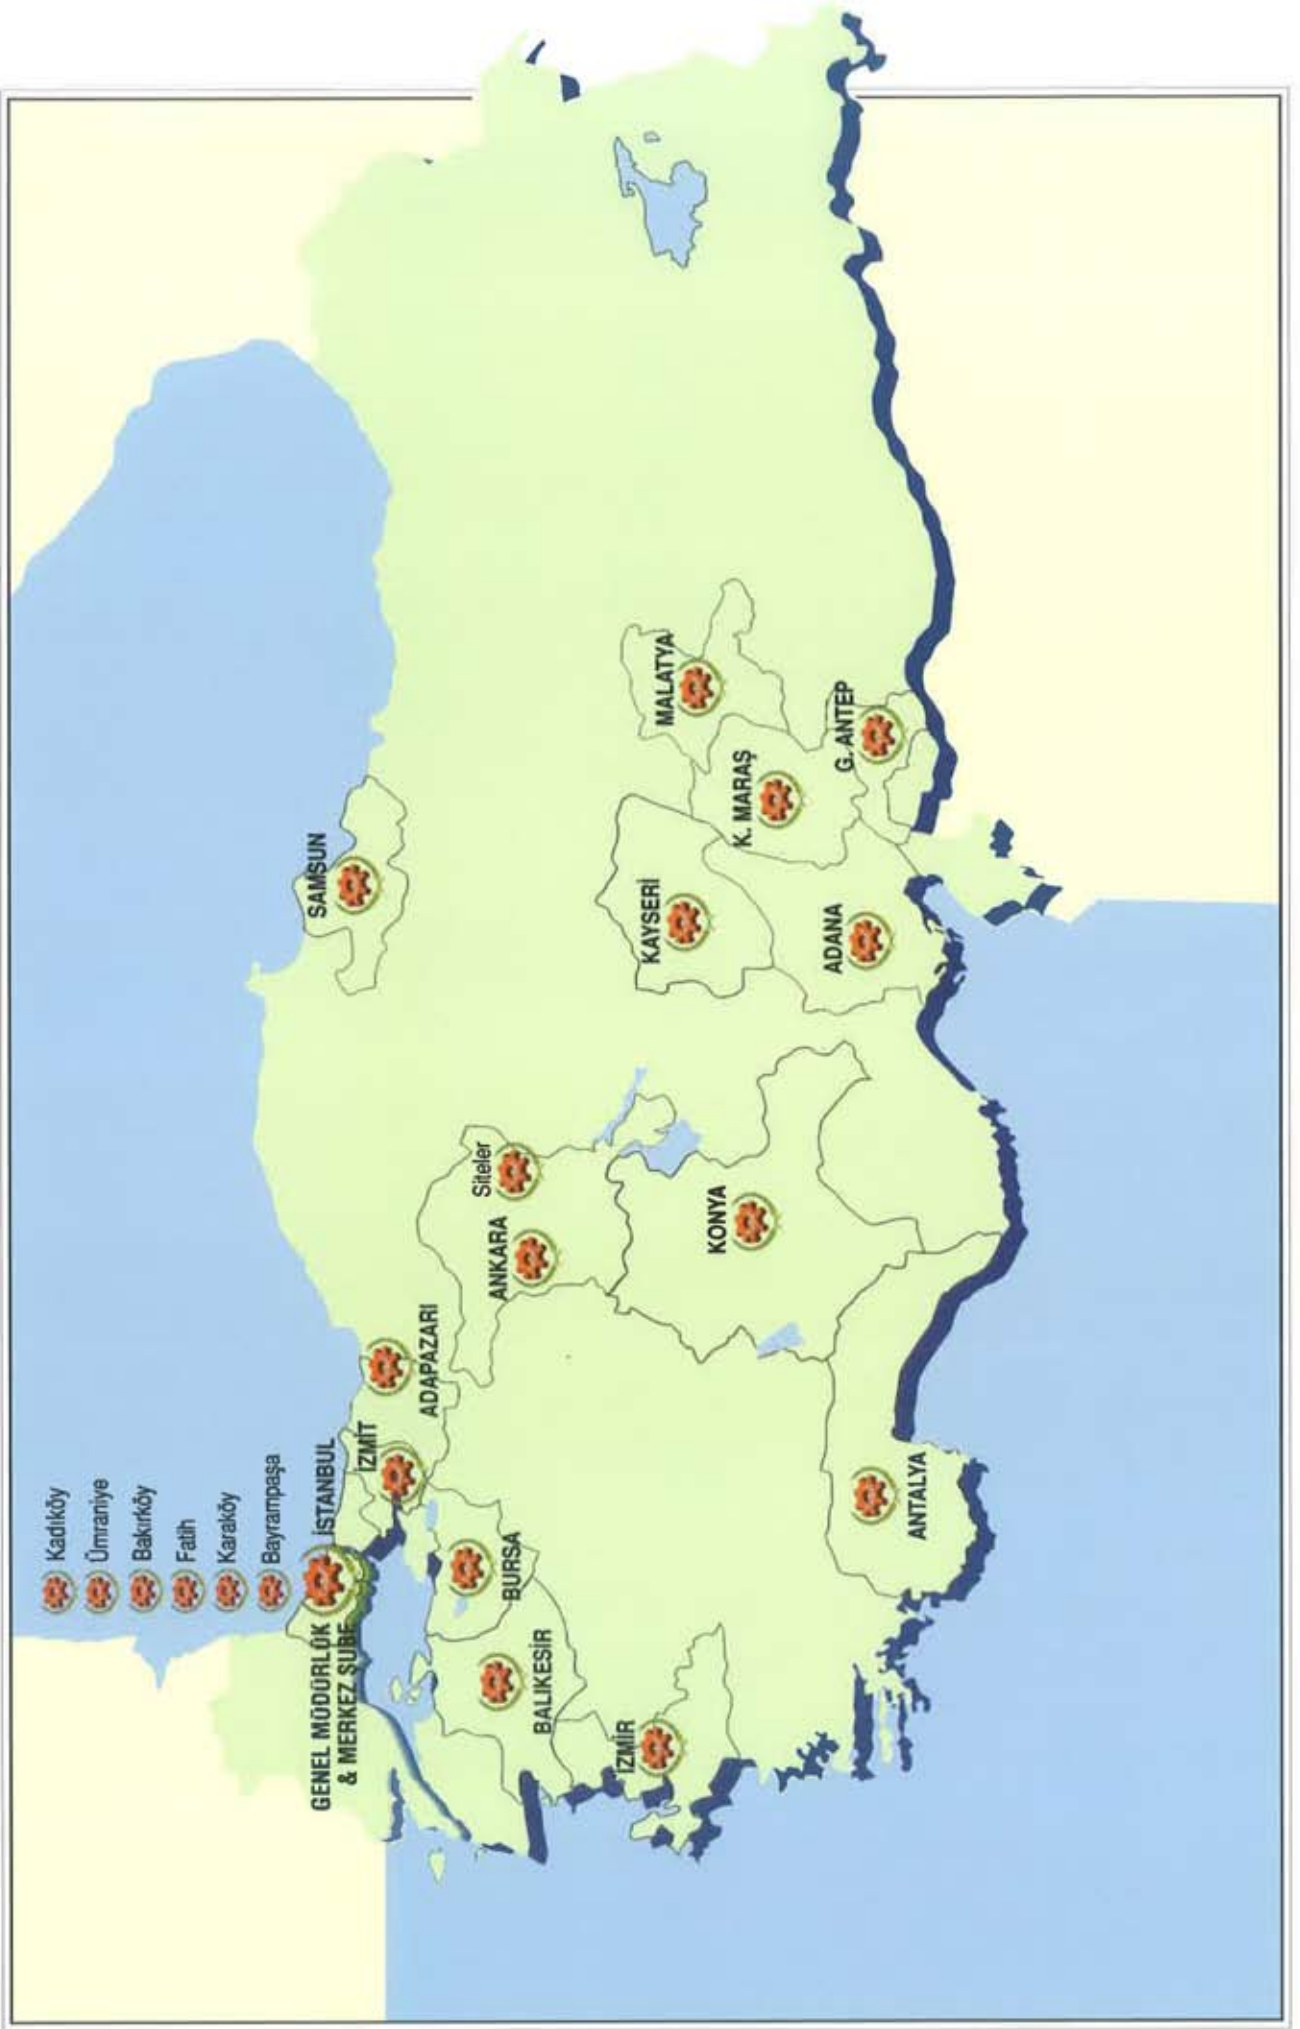 Kadıköy
Ümraniye
Bakırköy
Fatih
Karaköy
Bayrampaşa
GENEL MÜDÜRLÜK
& MERKEZ ŞUBE
İSTANBUL
İZMİT
ADAPAZARI
SAMSUN
BURSA
BALIKESİR
ANKARA
Siteler
İZMİR
KONYA
KAYSERİ
MALATYA
K. MARAŞ
G. ANTEP
ADANA
ANTALYA